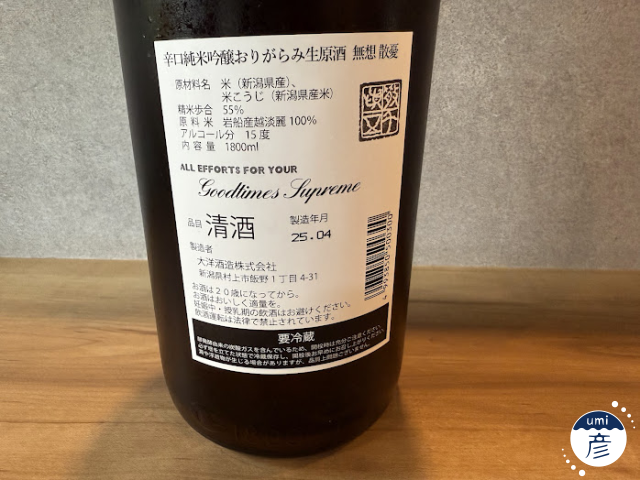 辛口純米吟醸おりがらみ生原酒 無想 散憂
原材料名 米（新潟県産）、
米こうじ（新潟県産米）
精米歩合 55%
原料米 岩船産越淡麗100%
アルコール分 15度
内容量 1800ml
ALL EFFORTS FOR YOUR
Goodtimes Supreme
品目 清酒
製造年月
25.04
製造者
大洋酒造株式会社
新潟県村上市飯野1丁目4-31
お酒は20歳になってから。
お酒はおいしく適量を。
妊娠中・授乳期の飲酒はお避けください。
飲酒運転は法律で禁止されています。
要冷蔵
umi
彦